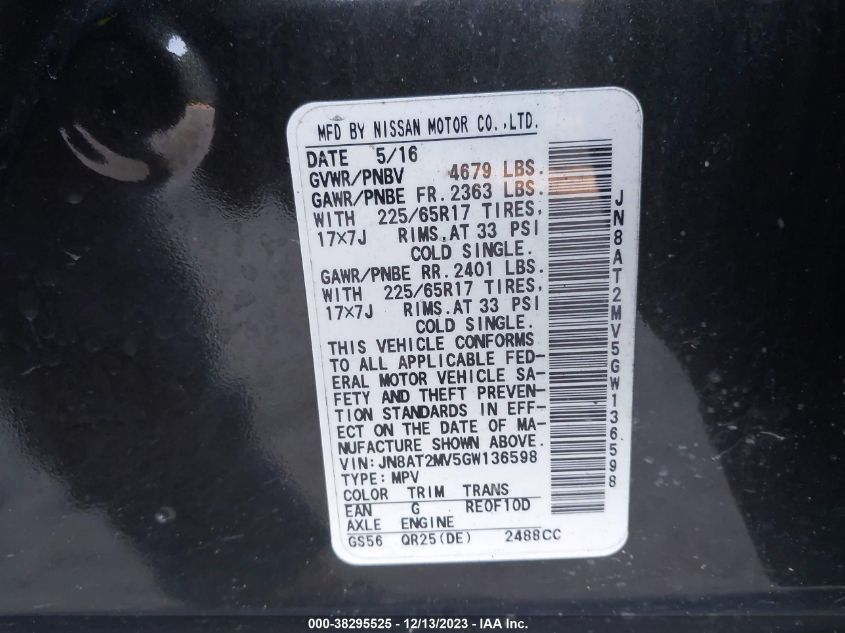 MFD BY NISSAN MOTOR CO.,LTD.
DATE 5/16
GVWR/PNBV 4679 LBS.
GAWR/PNBE FR. 2363 LBS
WITH 225/65R17 TIRES,
17×7J RIMS.AT 33 PSI
COLD SINGLE.
GAWR/PNBE RR. 2401 LBS.
WITH 225/65R17 TIRES,
17×7J RIMS.AT 33 PSI
COLD SINGLE.
THIS VEHICLE CONFORMS
TO ALL APPLICABLE FED-
ERAL MOTOR VEHICLE SA-
FETY AND THEFT PREVEN-
TION STANDARDS IN EFF-
ECT ON THE DATE OF MA-
NUFACTURE SHOWN ABOVE.
VIN:JN8AT2MV5GW136598
TYPE:MPV
COLOR TRIM TRANS
EAN G RE0F10D
AXLE ENGINE
GS56 QR25(DE) 2488CC
JN8AT2MV5GW136598
000-38295525 - 12/13/2023 - IAA Inc.